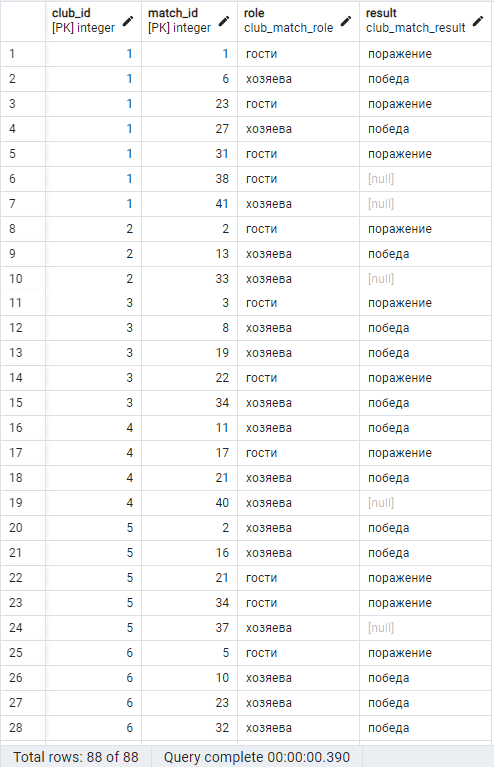 club_id match_id role result
[PK] integer [PK] integer club_match_role club_match_result
1 1 1 гости поражение
2 1 6 хозяева победа
3 1 23 гости поражение
4 1 27 хозяева победа
5 1 31 гости поражение
6 1 38 гости [null]
7 1 41 хозяева [null]
8 2 2 гости поражение
9 2 13 хозяева победа
10 2 33 хозяева [null]
11 3 3 гости поражение
12 3 8 хозяева победа
13 3 19 хозяева победа
14 3 22 гости поражение
15 3 34 хозяева победа
16 4 11 хозяева победа
17 4 17 гости поражение
18 4 21 хозяева победа
19 4 40 хозяева [null]
20 5 2 хозяева победа
21 5 16 хозяева победа
22 5 21 гости поражение
23 5 34 гости поражение
24 5 37 хозяева [null]
25 6 5 гости поражение
26 6 10 хозяева победа
27 6 23 хозяева победа
28 6 32 хозяева победа
Total rows: 88 of 88 Query complete 00:00:00.390